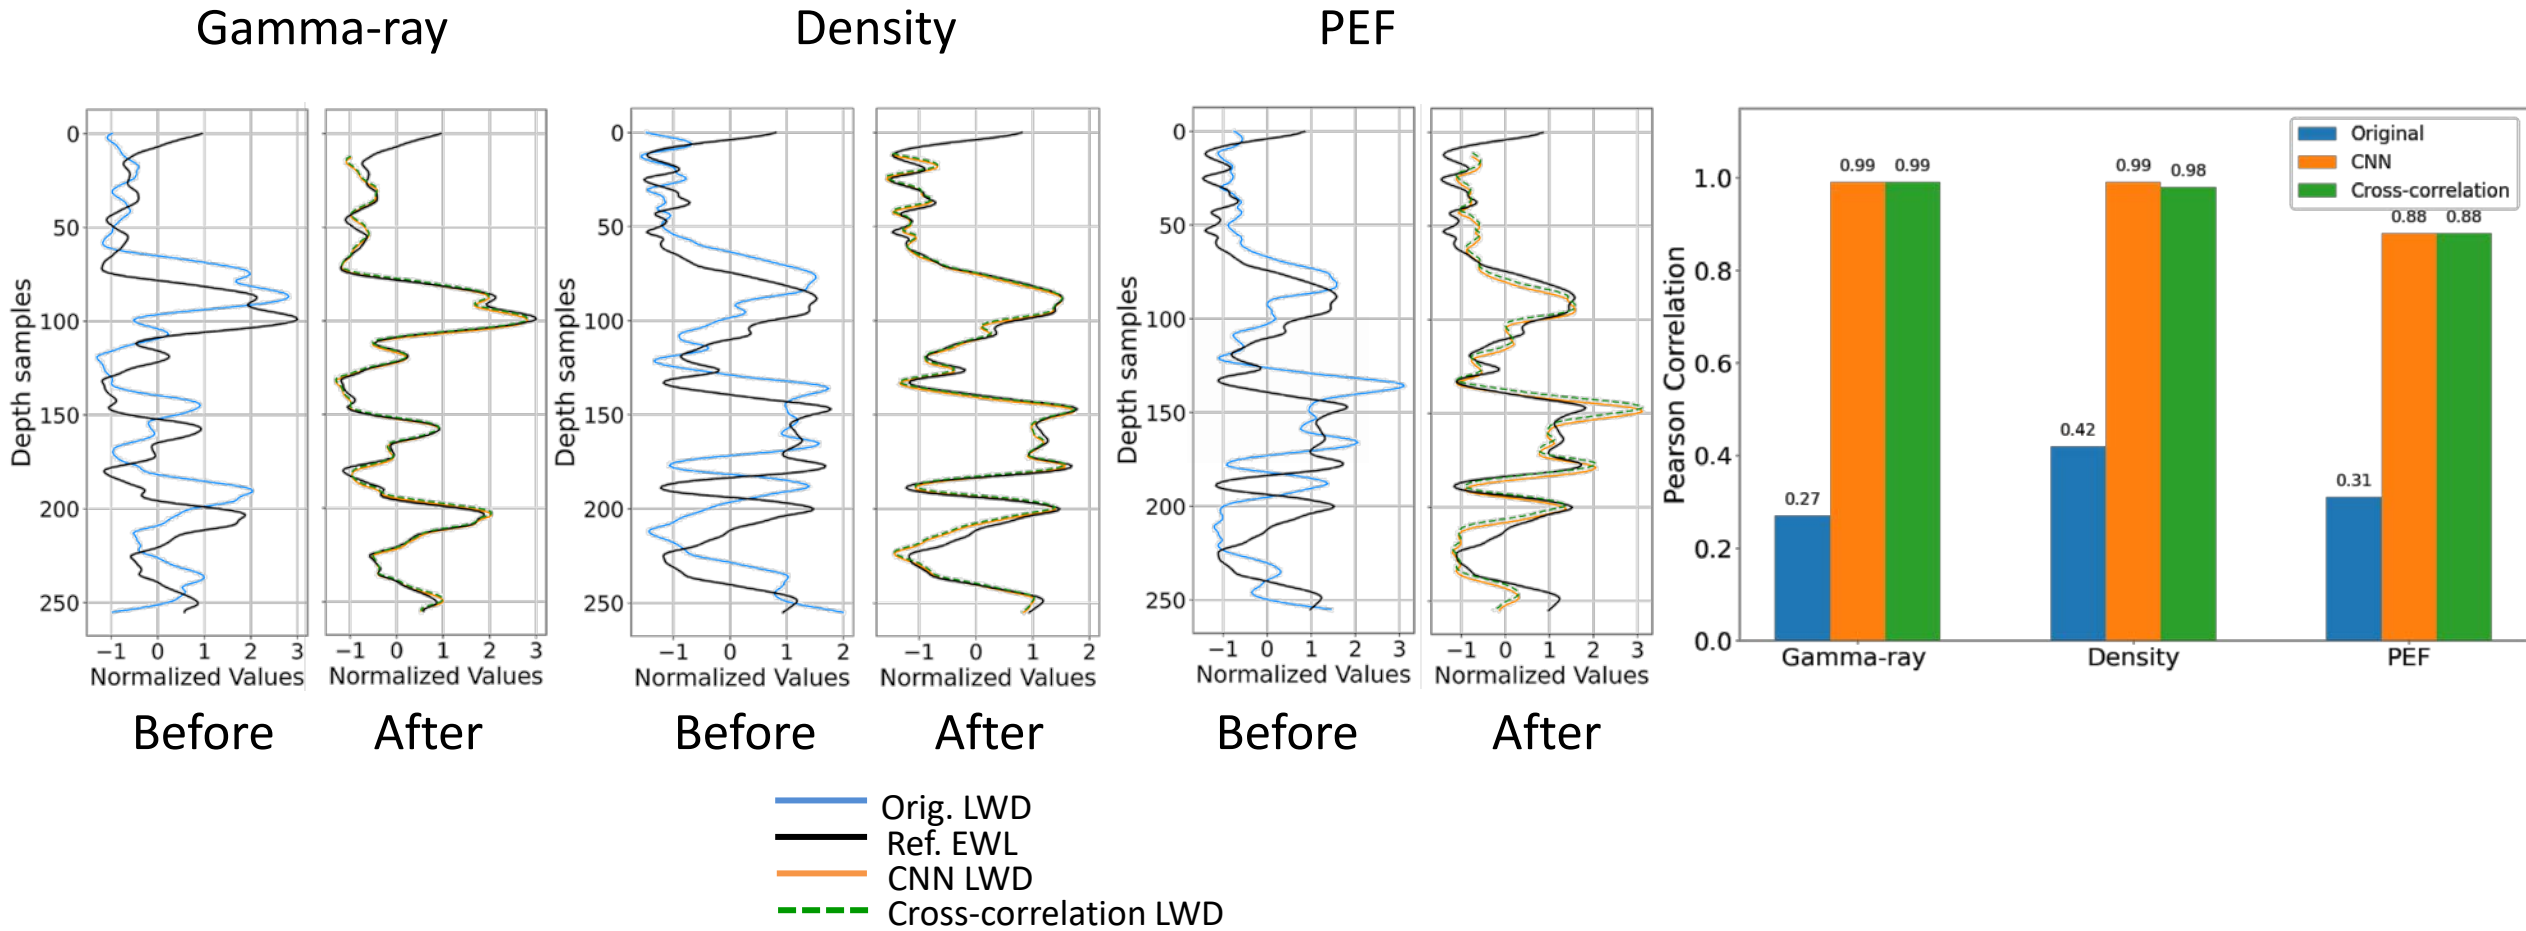 Gamma-ray
Density
PEF
0
50
100
150
200
250
Depth samples
−1 0 1 2 3
Normalized Values
−1 0 1 2 3
Normalized Values
0
50
100
150
200
250
Depth samples
−1 0 1 2
Normalized Values
−1 0 1 2
Normalized Values
0
50
100
150
200
250
Depth samples
−1 0 1 2 3
Normalized Values
−1 0 1 2 3
Normalized Values
Before
After
Before
After
Before
After
Orig. LWD
Ref. EWL
CNN LWD
Cross-correlation LWD
Pearson Correlation
1.0
0.8
0.6
0.4
0.2
0.0
Original
CNN
Cross-correlation
0.27
0.99
0.99
0.42
0.99
0.98
0.31
0.88
0.88
Gamma-ray
Density
PEF